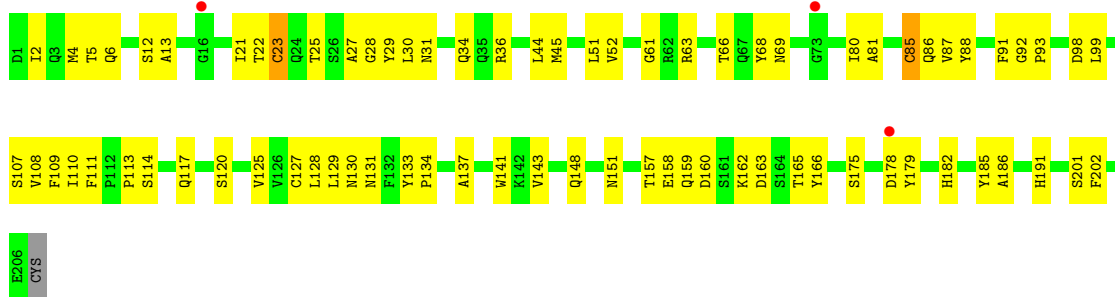 D1 I2 Q3 M4 T5 Q6 S12 A13 G16 I21 T22 C23 Q24 T25 S26 A27 G28 Y29 L30 N31 Q34 Q35 R36 L44 M45 L51 V52 G61 R62 R63 T66 Q67 Y68 N69 G73 I80 A81 C85 Q86 V87 Y88 F91 G92 P93 D98 L99
S107 V108 F109 I110 F111 P112 P113 S114 Q117 S120 V125 V126 C127 L128 L129 N130 N131 F132 Y133 P134 A137 W141 K142 V143 Q148 N151 T157 E158 Q159 D160 S161 K162 D163 S164 T165 Y166 S175 D178 Y179 H182 Y185 A186 H191 S201 F202
E206 CYS